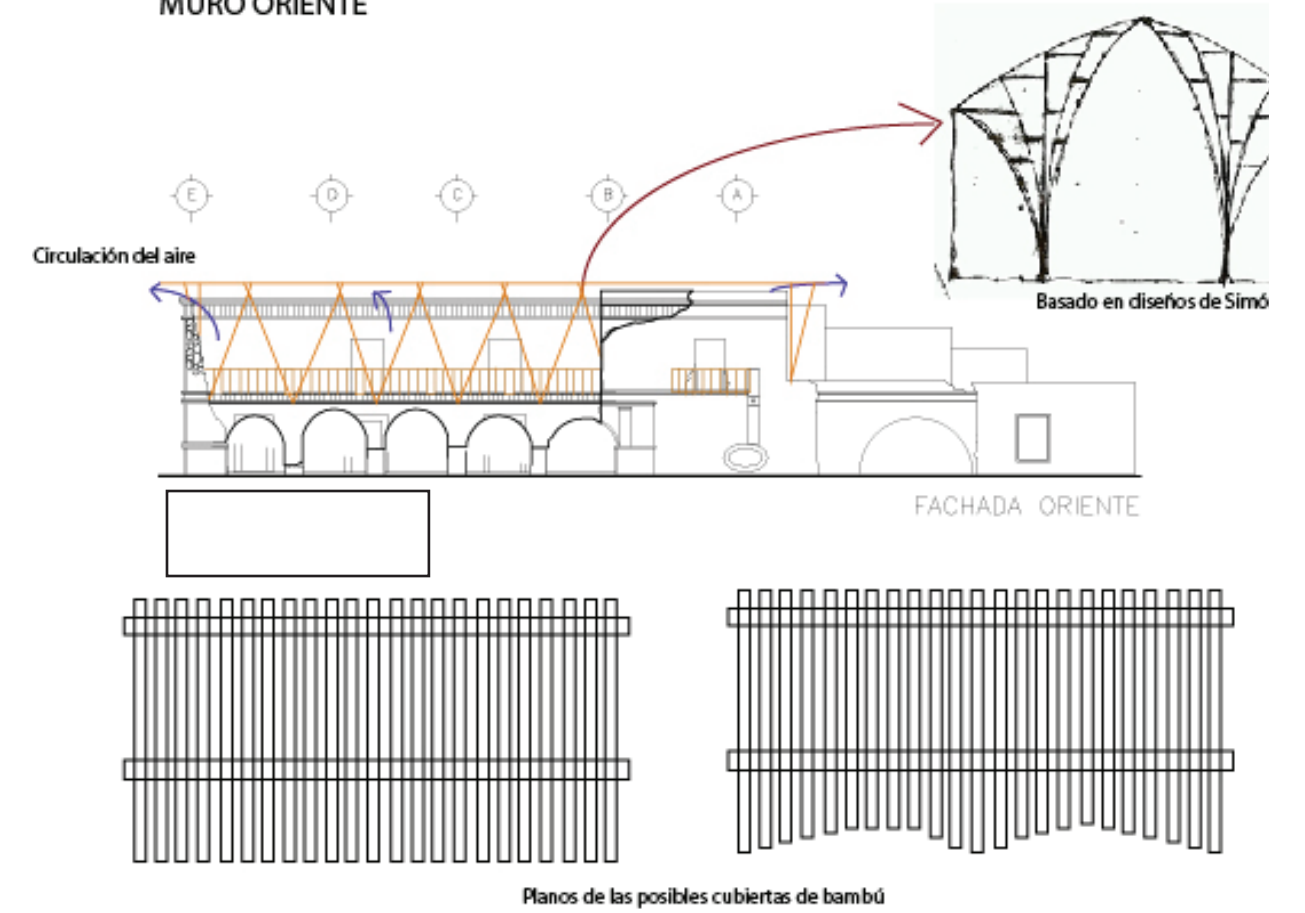 MURO ORIENTE
E D C B A
Circulación del aire
Basado en diseños de Simó
FACHADA ORIENTE
Planos de las posibles cubiertas de bambú